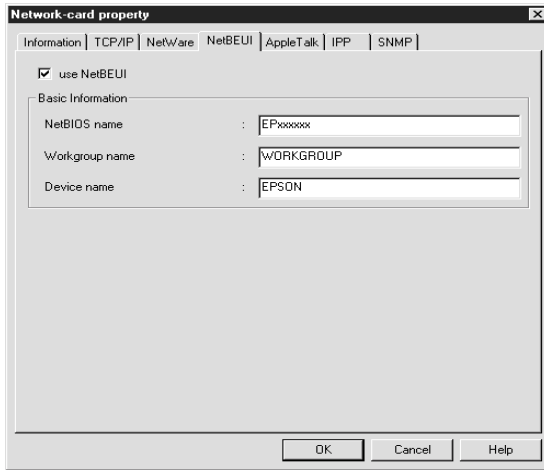 Network-card property
Information TCP/IP NetWare NetBEUI AppleTalk IPP SNMP
use NetBEUI
Basic Information
NetBIOS name : EPxxxxxx
Workgroup name : WORKGROUP
Device name : EPSON
OK Cancel Help